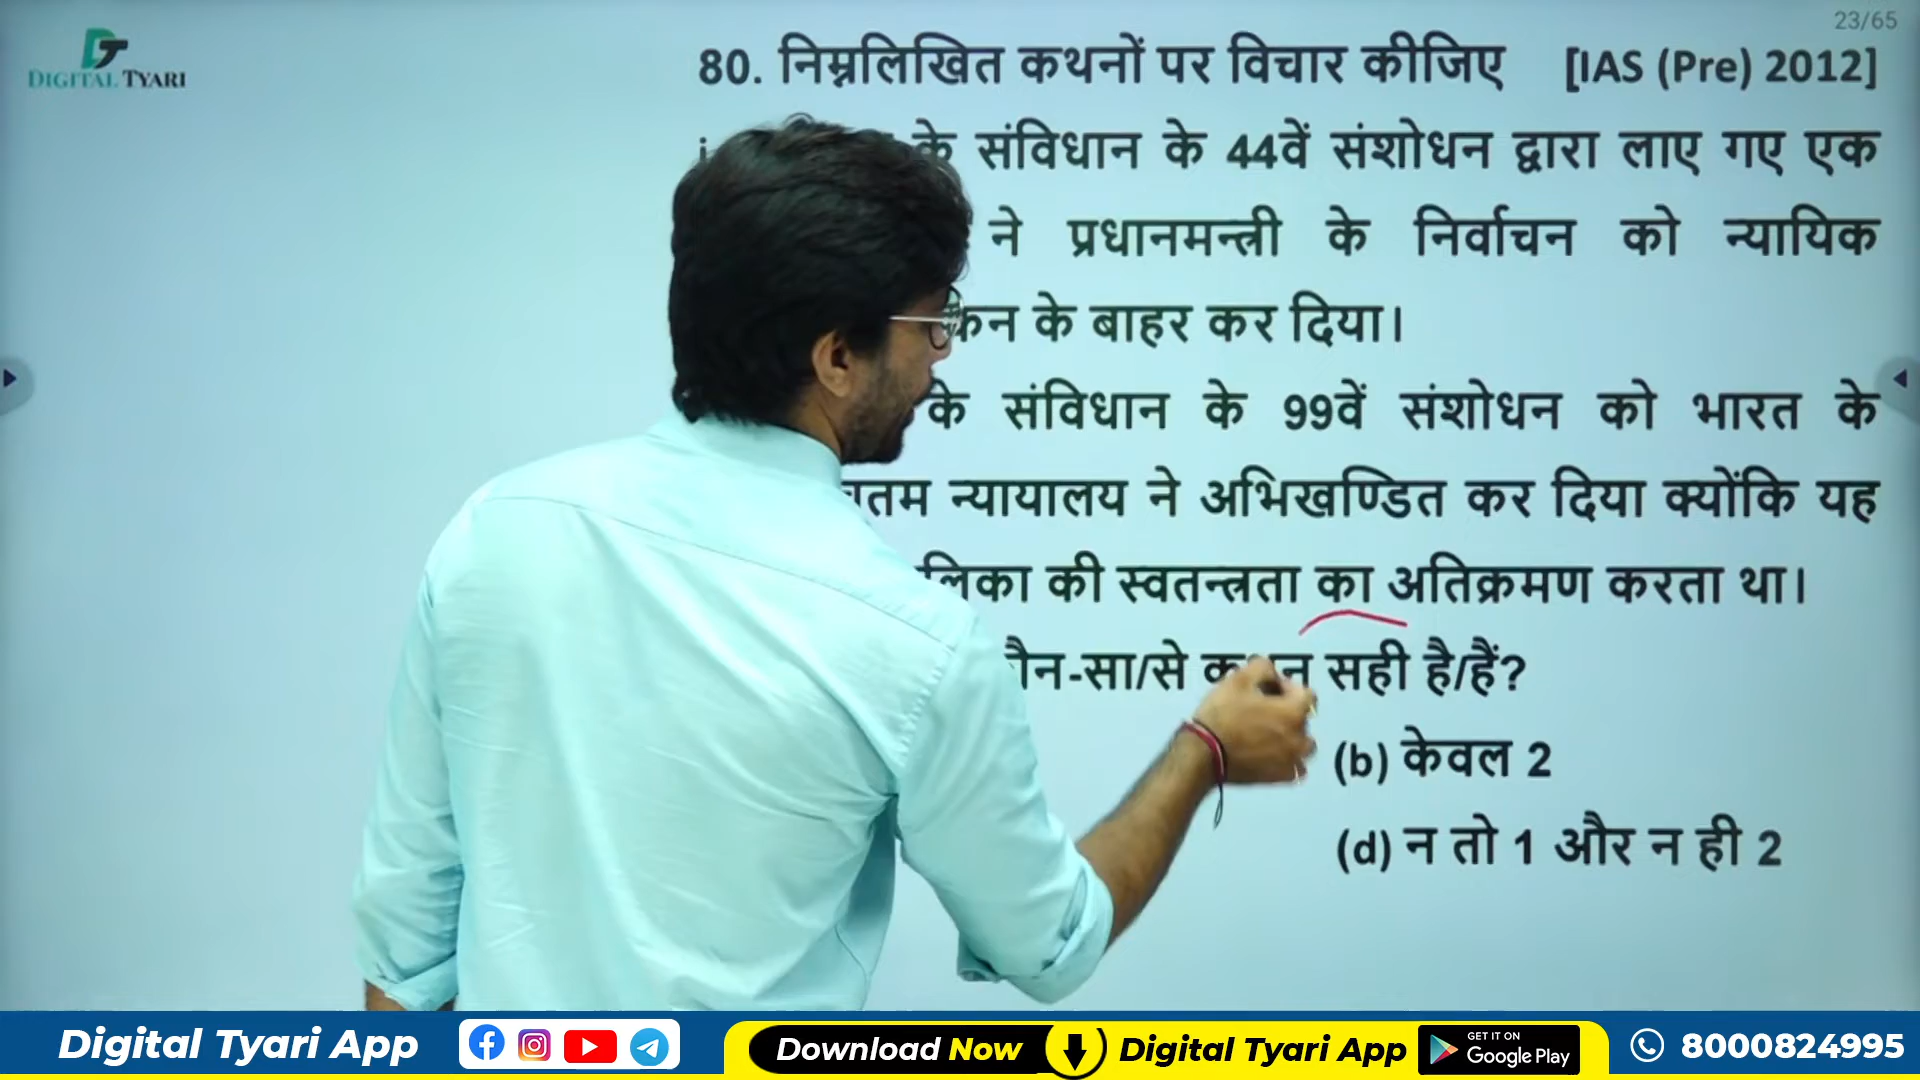 23/65
DT
DIGITAL TYARI
80. निम्नलिखित कथनों पर विचार कीजिए [IAS (Pre) 2012]
के संविधान के 44वें संशोधन द्वारा लाए गए एक
ने प्रधानमन्त्री के निर्वाचन को न्यायिक
के बाहर कर दिया।
के संविधान के 99वें संशोधन को भारत के
न्यायालय ने अभिखण्डित कर दिया क्योंकि यह
की स्वतन्त्रता का अतिक्रमण करता था।
सही है/हैं?
(b) केवल 2
(d) न तो 1 और न ही 2
Digital Tyari App
Download Now
Digital Tyari App
GET IT ON
Google Play
8000824995